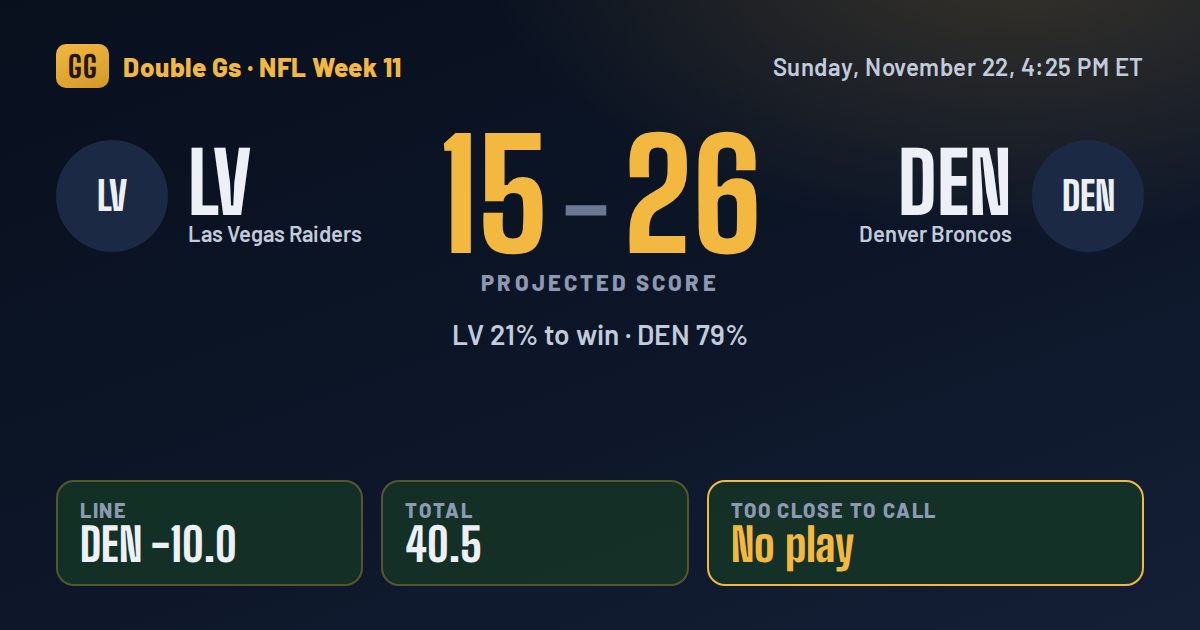 GG
Double Gs · NFL Week 11
Sunday, November 22, 4:25 PM ET
LV
LV
Las Vegas Raiders
15 – 26
PROJECTED SCORE
LV 21% to win · DEN 79%
DEN
Denver Broncos
DEN
LINE
DEN −10.0
TOTAL
40.5
TOO CLOSE TO CALL
No play